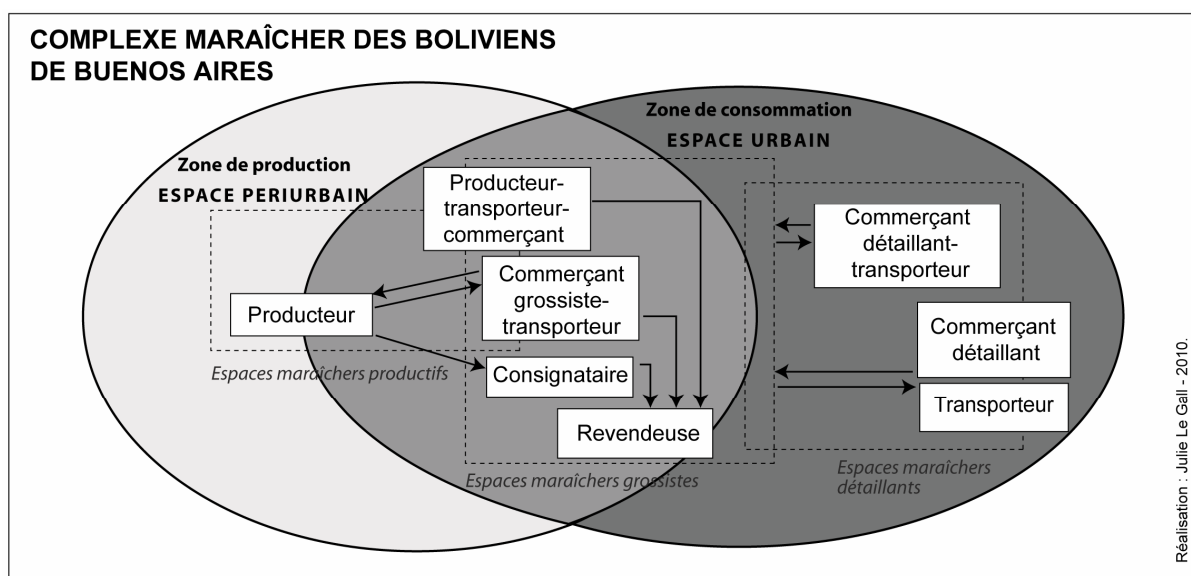 COMPLEXE MARAÎCHER DES BOLIVIENS
DE BUENOS AIRES
Zone de production
ESPACE PERIURBAIN
Zone de consommation
ESPACE URBAIN
Producteur-
transporteur-
commerçant
Commerçant
grossiste-
transporteur
Producteur
Consignataire
Revendeuse
Espaces maraîchers productifs
Espaces maraîchers grossistes
Commerçant
détaillant-
transporteur
Commerçant
détaillant
Transporteur
Espaces maraîchers
détaillants
Réalisation : Julie Le Gall - 2010.